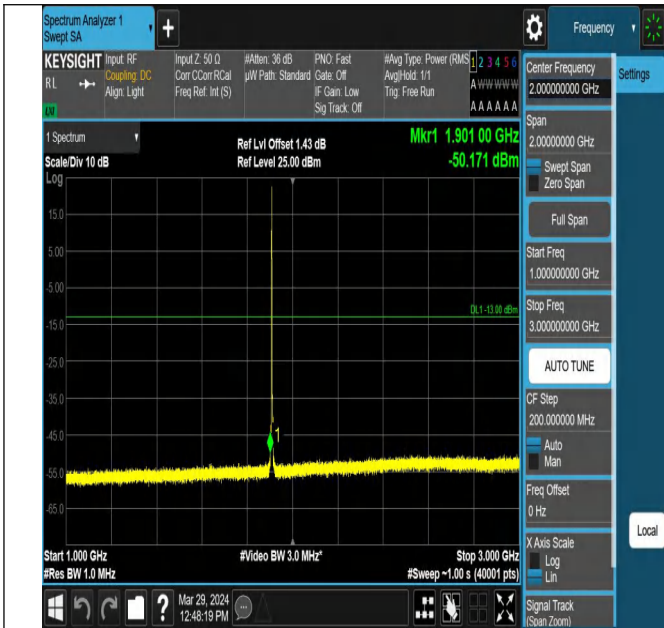 Spectrum Analyzer 1
Swept SA
Frequency
KEYSIGHT
RL
LXI
Input: RF
Coupling: DC
Align: Light
Input Z: 50 Ω
Corr CCorr RCal
Freq Ref: Int (S)
#Atten: 36 dB
µW Path: Standard
PNO: Fast
Gate: Off
IF Gain: Low
Sig Track: Off
#Avg Type: Power (RMS
Avg|Hold: 1/1
Trig: Free Run
1 2 3 4 5 6
A W W W W W
A A A A A A
Center Frequency
2.000000000 GHz
Settings
1 Spectrum
Scale/Div 10 dB
Ref Lvl Offset 1.43 dB
Ref Level 25.00 dBm
Mkr1 1.901 00 GHz
-50.171 dBm
Log
15.0
5.00
-5.00
-15.0
-25.0
-35.0
-45.0
-55.0
-65.0
DL1 -13.00 dBm
1
Start 1.000 GHz
#Res BW 1.0 MHz
#Video BW 3.0 MHz*
Stop 3.000 GHz
#Sweep ~1.00 s (40001 pts)
Span
2.00000000 GHz
Swept Span
Zero Span
Full Span
Start Freq
1.000000000 GHz
Stop Freq
3.000000000 GHz
AUTO TUNE
CF Step
200.000000 MHz
Auto
Man
Freq Offset
0 Hz
X Axis Scale
Log
Lin
Signal Track
(Span Zoom)
Local
?
Mar 29, 2024
12:48:19 PM